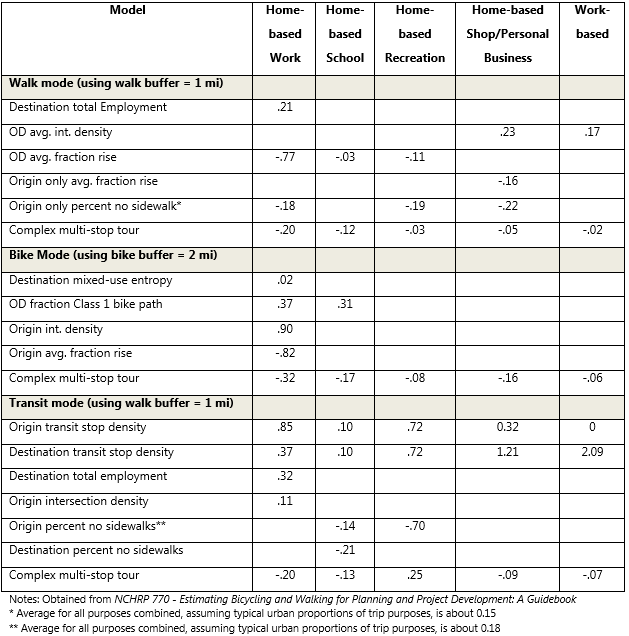 Model Home-based Work Home-based School Home-based Recreation Home-based Shop/Personal Business Work-based
Walk mode (using walk buffer = 1 mi)
Destination total Employment .21
OD avg. int. density .23 .17
OD avg. fraction rise -.77 -.03 -.11
Origin only avg. fraction rise -.16
Origin only percent no sidewalk* -.18 -.19 -.22
Complex multi-stop tour -.20 -.12 -.03 -.05 -.02
Bike Mode (using bike buffer = 2 mi)
Destination mixed-use entropy .02
OD fraction Class 1 bike path .37 .31
Origin int. density .90
Origin avg. fraction rise -.82
Complex multi-stop tour -.32 -.17 -.08 -.16 -.06
Transit mode (using walk buffer = 1 mi)
Origin transit stop density .85 .10 .72 0.32 0
Destination transit stop density .37 .10 .72 1.21 2.09
Destination total employment .32
Origin intersection density .11
Origin percent no sidewalks** -.14 -.70
Destination percent no sidewalks -.21
Complex multi-stop tour -.20 -.13 .25 -.09 -.07
Notes: Obtained from NCHRP 770 - Estimating Bicycling and Walking for Planning and Project Development: A Guidebook
* Average for all purposes combined, assuming typical urban proportions of trip purposes, is about 0.15
** Average for all purposes combined, assuming typical urban proportions of trip purposes, is about 0.18